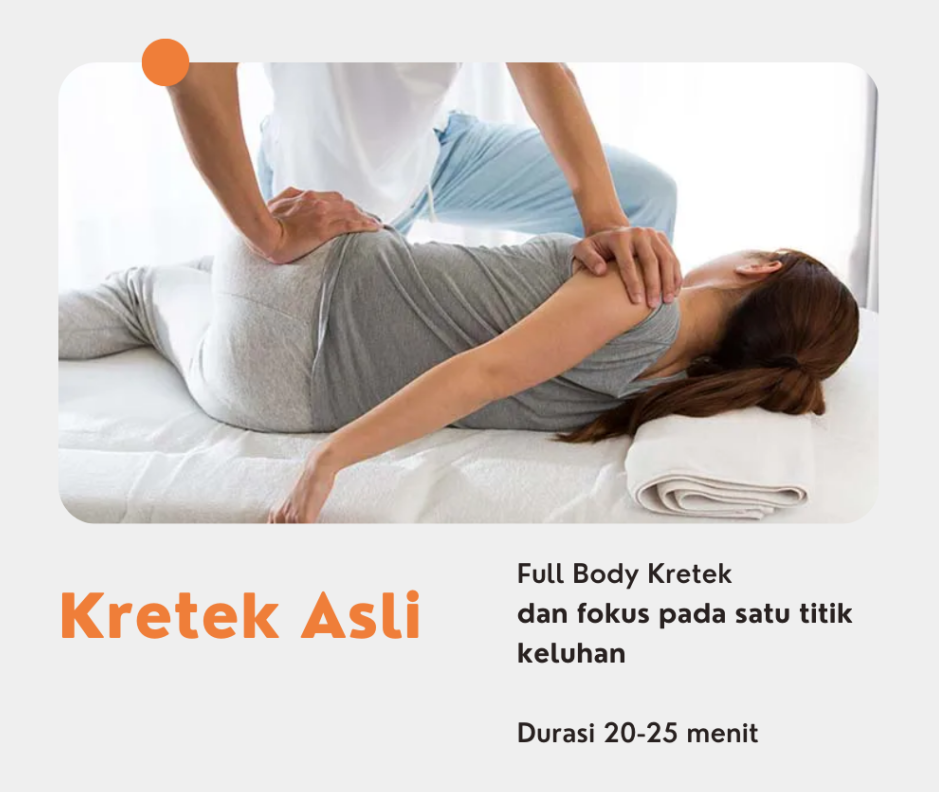 Kretek Asli
Full Body Kretek
dan fokus pada satu titik
keluhan
Durasi 20-25 menit